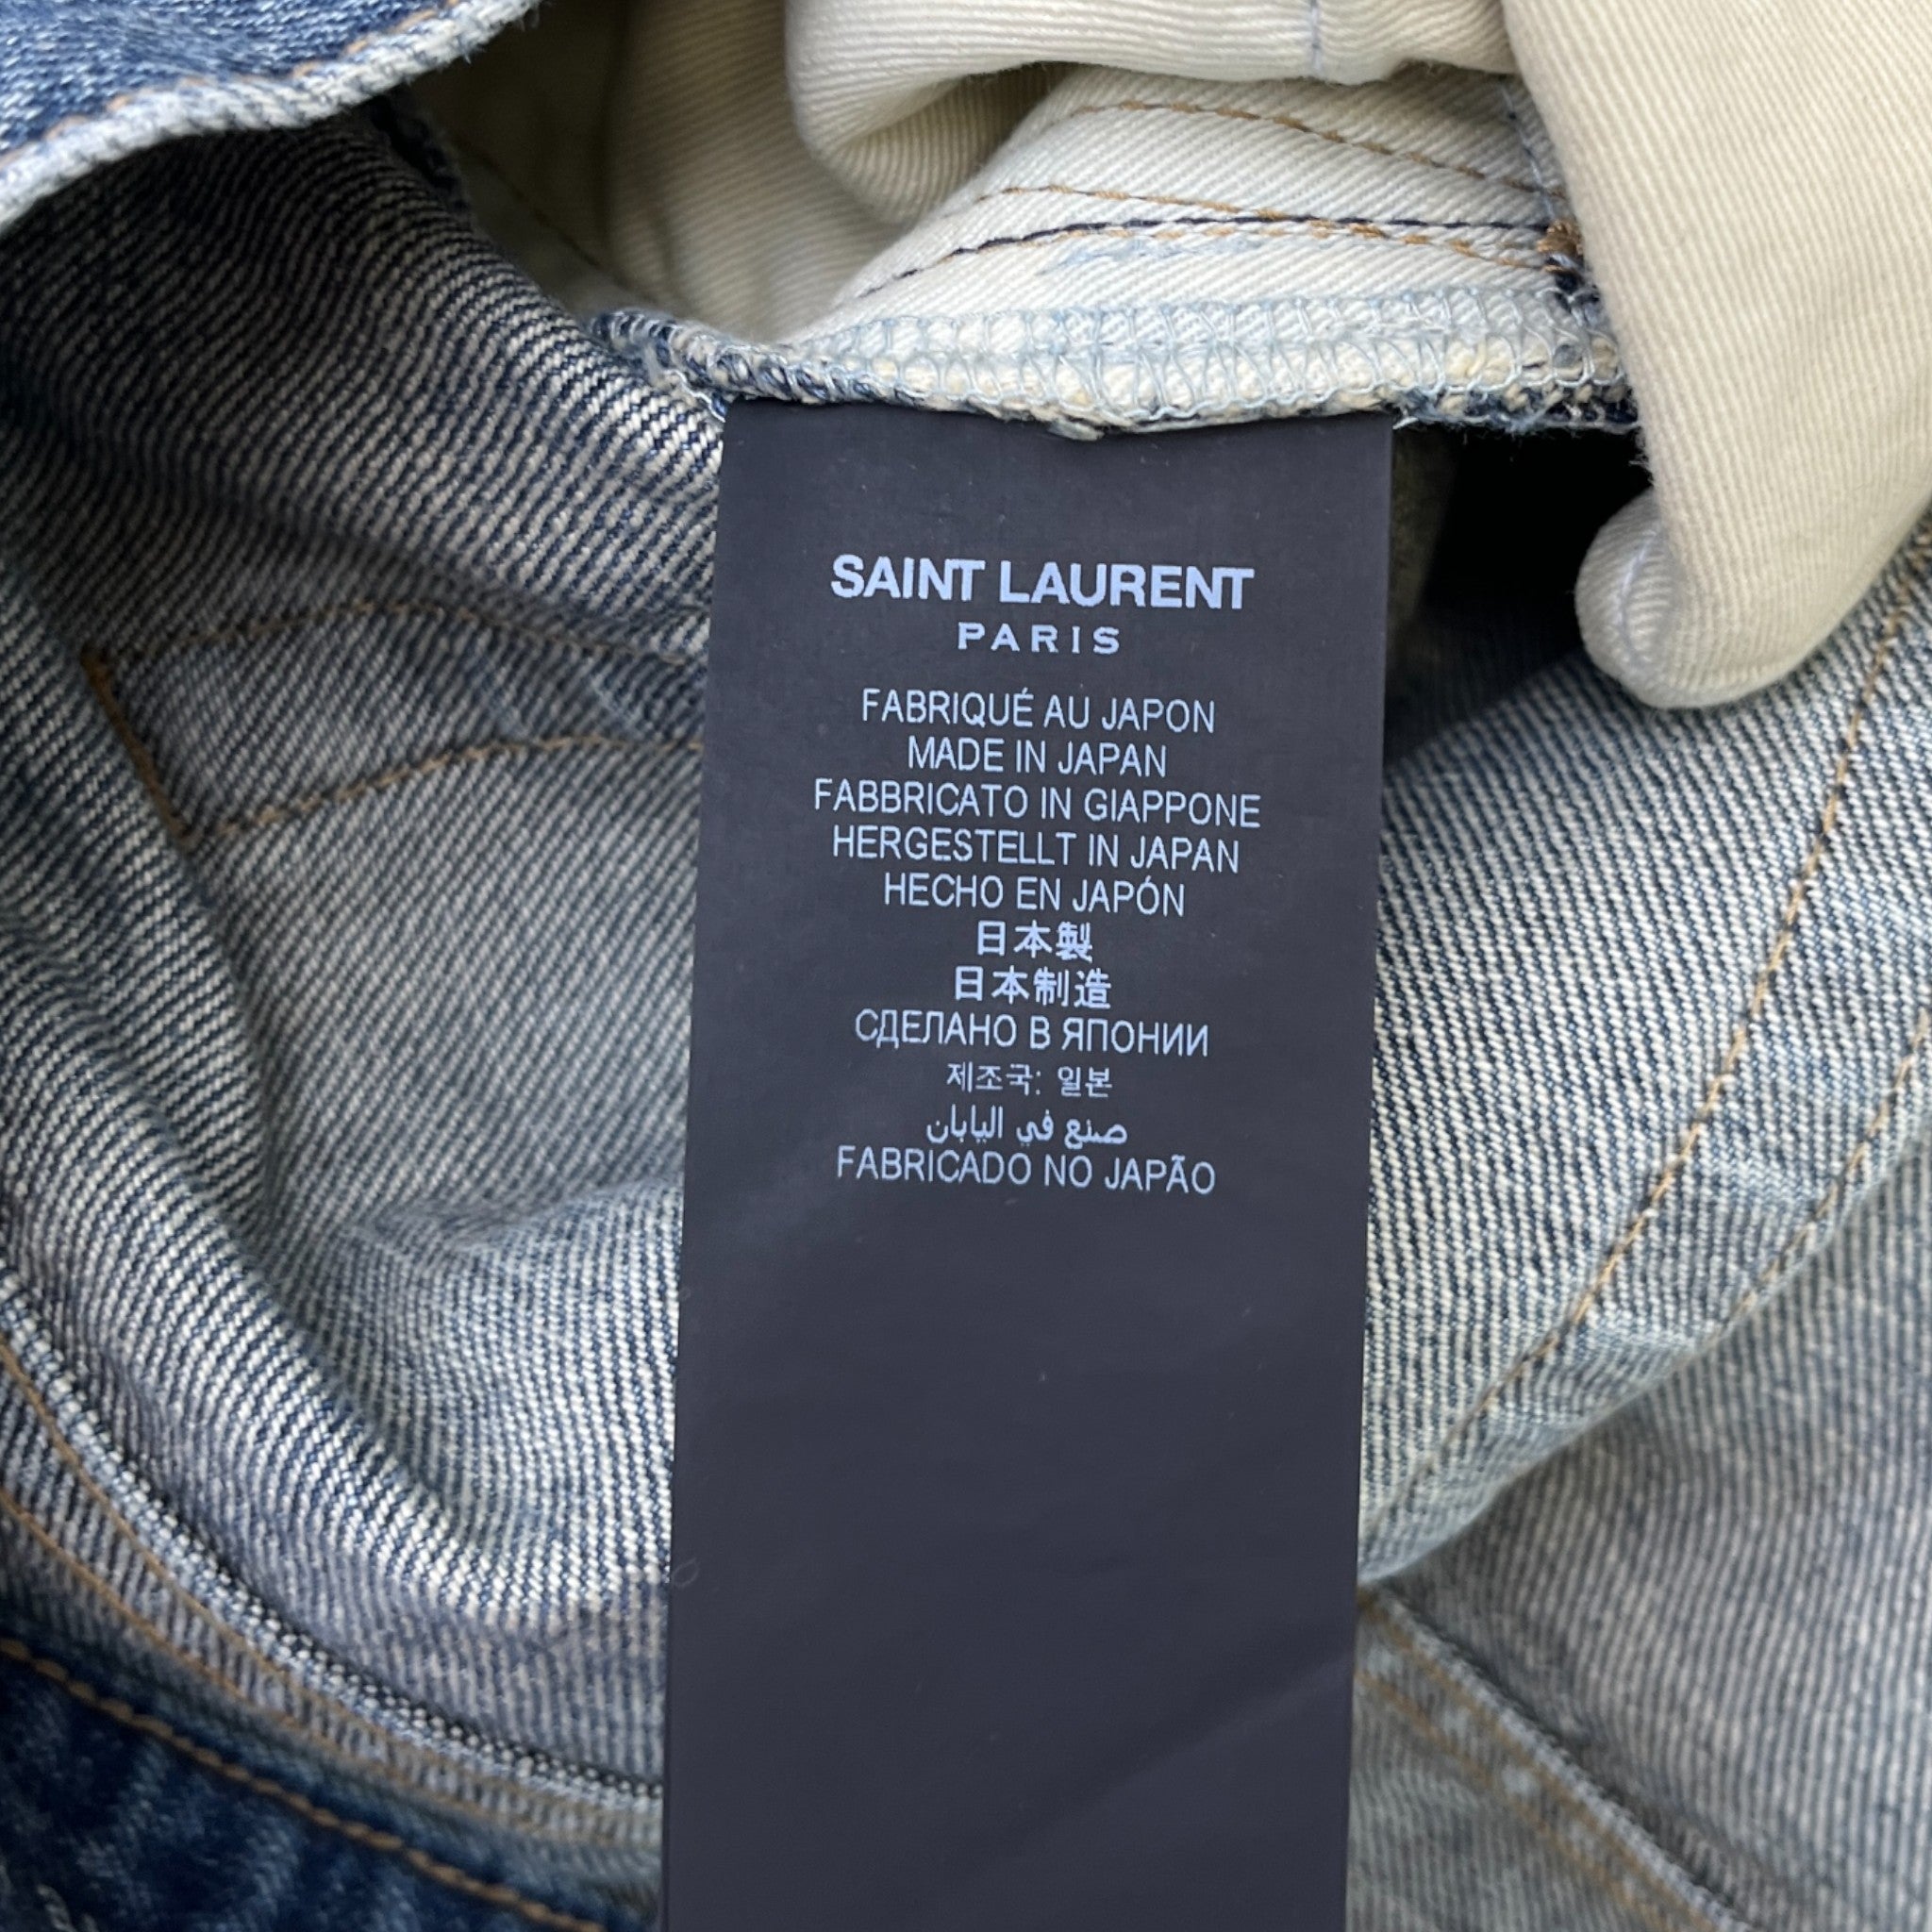 SAINT LAURENT
PARIS
FABRIQUÉ AU JAPON
MADE IN JAPAN
FABBRICATO IN GIAPPONE
HERGESTELLT IN JAPAN
HECHO EN JAPÓN
日本製
日本制造
СДЕЛАНО В ЯПОНИИ
제조국: 일본
صنع في اليابان
FABRICADO NO JAPÃO